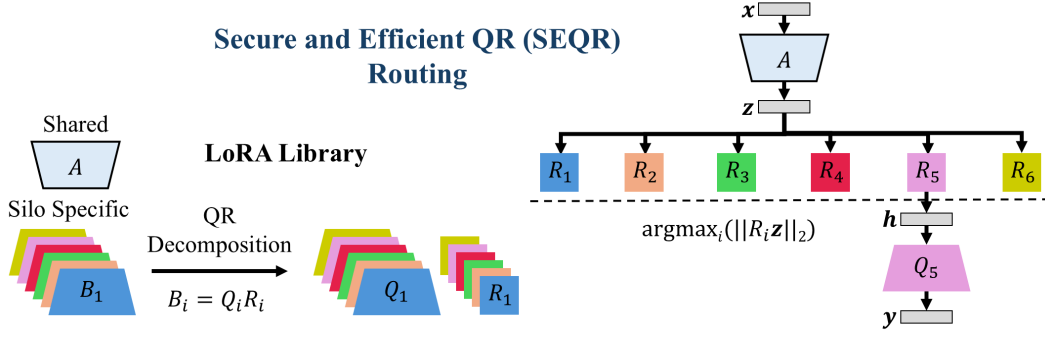 Secure and Efficient QR (SEQR)
Routing
Shared
A
Silo Specific
B₁
LoRA Library
QR
Decomposition
Bᵢ = QᵢRᵢ
Q₁
R₁
x
A
z
R₁ R₂ R₃ R₄ R₅ R₆
argmaxᵢ(||Rᵢz||₂)
h
Q₅
y